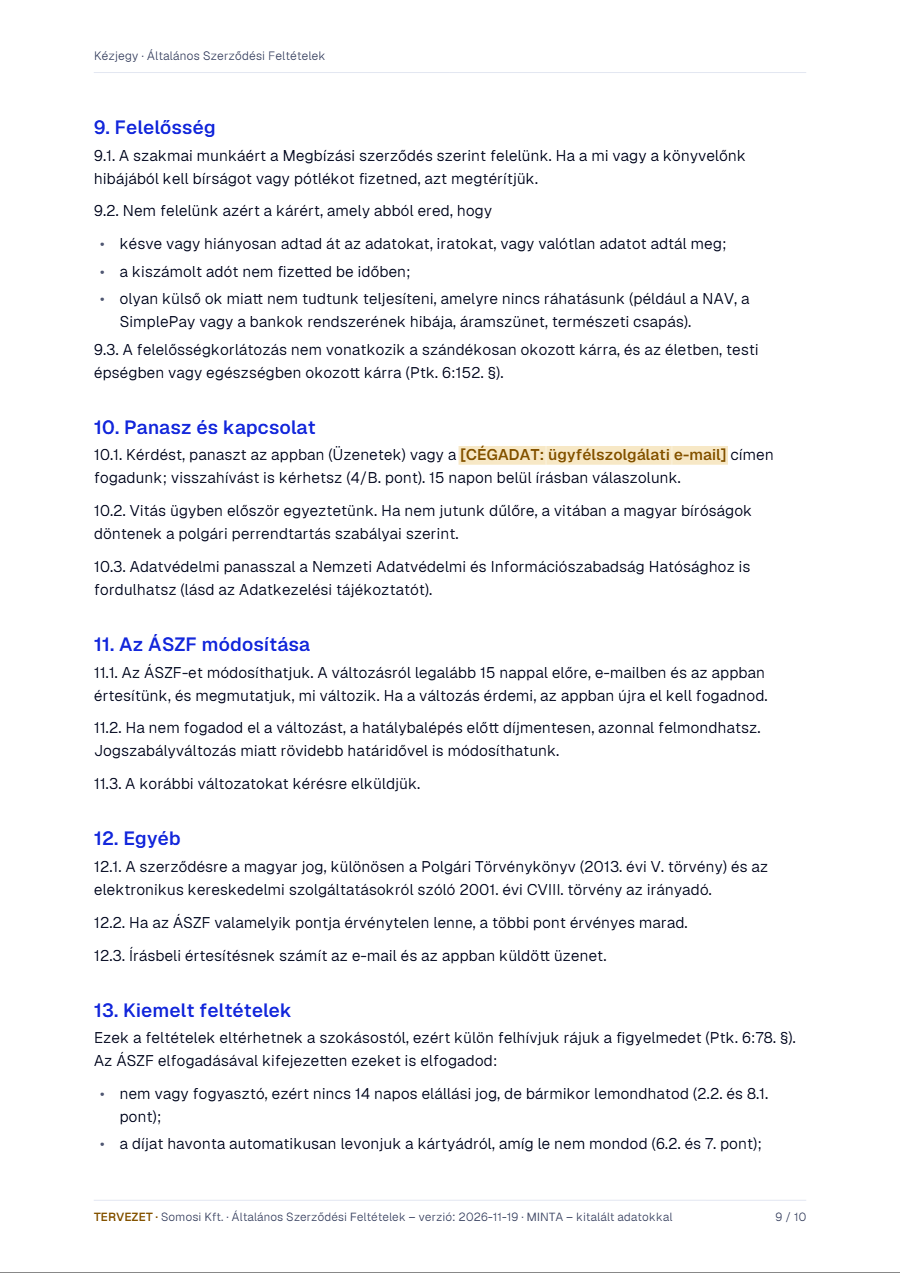 Kézjegy · Általános Szerződési Feltételek
9. Felelősség
9.1. A szakmai munkáért a Megbízási szerződés szerint felelünk. Ha a mi vagy a könyvelőnk
hibájából kell bírságot vagy pótlékot fizetned, azt megtérítjük.
9.2. Nem felelünk azért a kárért, amely abból ered, hogy
• késve vagy hiányosan adtad át az adatokat, iratokat, vagy valótlan adatot adtál meg;
• a kiszámolt adót nem fizetted be időben;
• olyan külső ok miatt nem tudtunk teljesíteni, amelyre nincs ráhatásunk (például a NAV, a
SimplePay vagy a bankok rendszerének hibája, áramszünet, természeti csapás).
9.3. A felelősségkorlátozás nem vonatkozik a szándékosan okozott kárra, és az életben, testi
épségben vagy egészségben okozott kárra (Ptk. 6:152. §).
10. Panasz és kapcsolat
10.1. Kérdést, panaszt az appban (Üzenetek) vagy a [CÉGADAT: ügyfélszolgálati e-mail] címen
fogadunk; visszahívást is kérhetsz (4/B. pont). 15 napon belül írásban válaszolunk.
10.2. Vitás ügyben először egyeztetünk. Ha nem jutunk dűlőre, a vitában a magyar bíróságok
döntenek a polgári perrendtartás szabályai szerint.
10.3. Adatvédelmi panasszal a Nemzeti Adatvédelmi és Információszabadság Hatósághoz is
fordulhatsz (lásd az Adatkezelési tájékoztatót).
11. Az ÁSZF módosítása
11.1. Az ÁSZF-et módosíthatjuk. A változásról legalább 15 nappal előre, e-mailben és az appban
értesítünk, és megmutatjuk, mi változik. Ha a változás érdemi, az appban újra el kell fogadnod.
11.2. Ha nem fogadod el a változást, a hatálybalépés előtt díjmentesen, azonnal felmondhatsz.
Jogszabályváltozás miatt rövidebb határidővel is módosíthatunk.
11.3. A korábbi változatokat kérésre elküldjük.
12. Egyéb
12.1. A szerződésre a magyar jog, különösen a Polgári Törvénykönyv (2013. évi V. törvény) és az
elektronikus kereskedelmi szolgáltatásokról szóló 2001. évi CVIII. törvény az irányadó.
12.2. Ha az ÁSZF valamelyik pontja érvénytelen lenne, a többi pont érvényes marad.
12.3. Írásbeli értesítésnek számít az e-mail és az appban küldött üzenet.
13. Kiemelt feltételek
Ezek a feltételek eltérhetnek a szokásostól, ezért külön felhívjuk rájuk a figyelmedet (Ptk. 6:78. §).
Az ÁSZF elfogadásával kifejezetten ezeket is elfogadod:
• nem vagy fogyasztó, ezért nincs 14 napos elállási jog, de bármikor lemondhatod (2.2. és 8.1.
pont);
• a díjat havonta automatikusan levonjuk a kártyádról, amíg le nem mondod (6.2. és 7. pont);
TERVEZET · Somosi Kft. · Általános Szerződési Feltételek – verzió: 2026-11-19 · MINTA – kitalált adatokkal 9 / 10